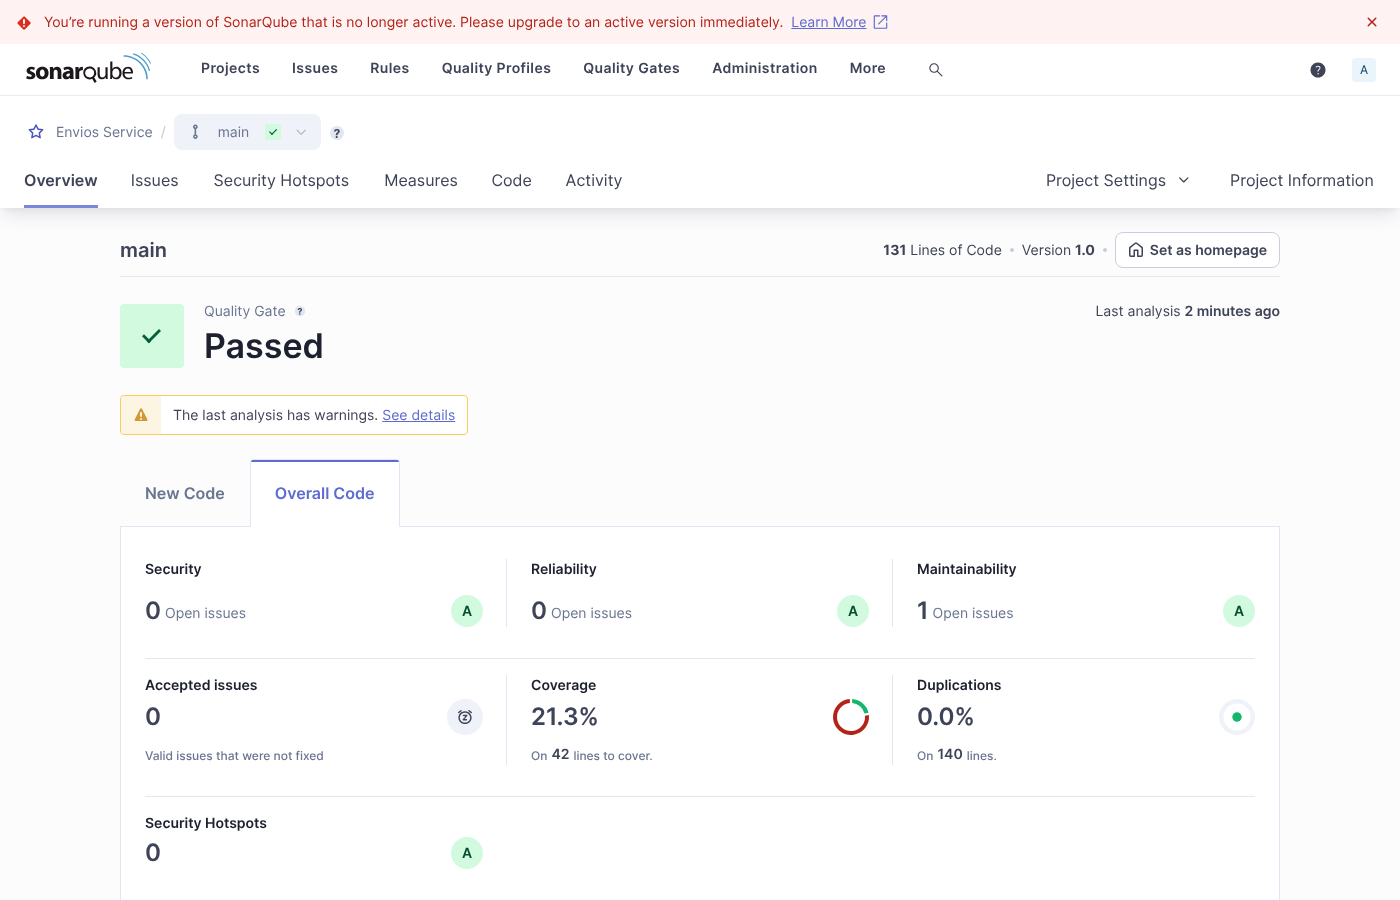 You're running a version of SonarQube that is no longer active. Please upgrade to an active version immediately. Learn More
sonarqube Projects Issues Rules Quality Profiles Quality Gates Administration More ? A
Envios Service / main ?
Overview Issues Security Hotspots Measures Code Activity Project Settings Project Information
main 131 Lines of Code • Version 1.0 • Set as homepage
Quality Gate ? Last analysis 2 minutes ago
Passed
The last analysis has warnings. See details
New Code Overall Code
Security Reliability Maintainability
0 Open issues A 0 Open issues A 1 Open issues A
Accepted issues Coverage Duplications
0 21.3% 0.0%
Valid issues that were not fixed On 42 lines to cover. On 140 lines.
Security Hotspots
0 A